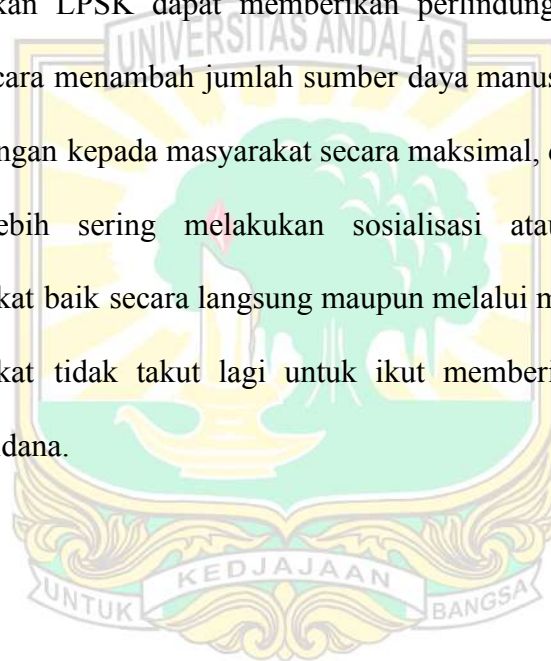 kan LPSK dapat memberikan perlindung
UNIVERSITAS ANDALAS
cara menambah jumlah sumber daya manus
ngan kepada masyarakat secara maksimal,
ebih sering melakukan sosialisasi atau
kat baik secara langsung maupun melalui m
kat tidak takut lagi untuk ikut memberi
dana.
KEDJAJAAN
UNTUK BANGSA